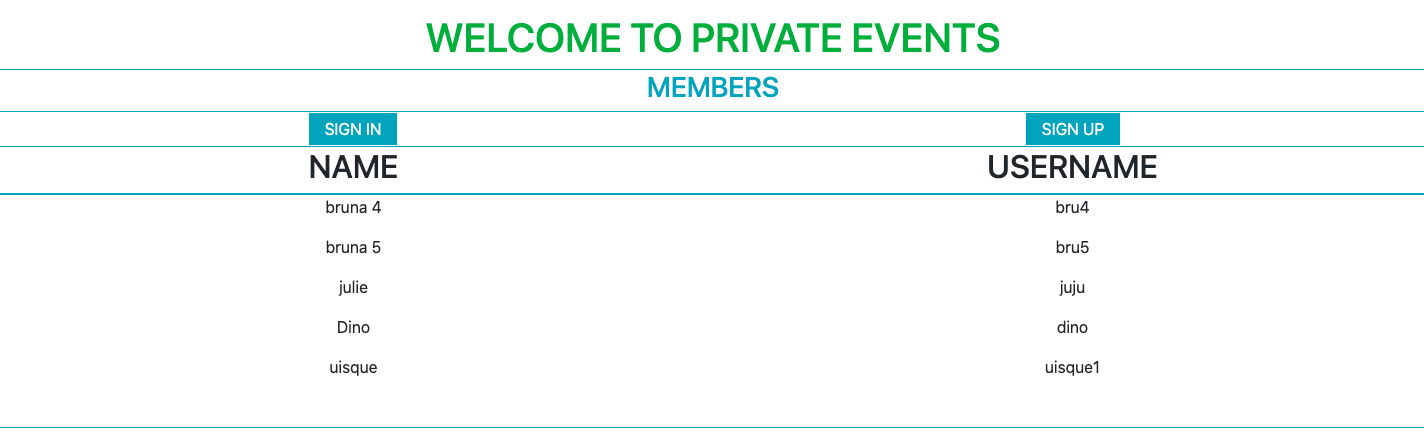 WELCOME TO PRIVATE EVENTS
MEMBERS
SIGN IN SIGN UP
NAME USERNAME
bruna 4 bru4
bruna 5 bru5
julie juju
Dino dino
uisque uisque1